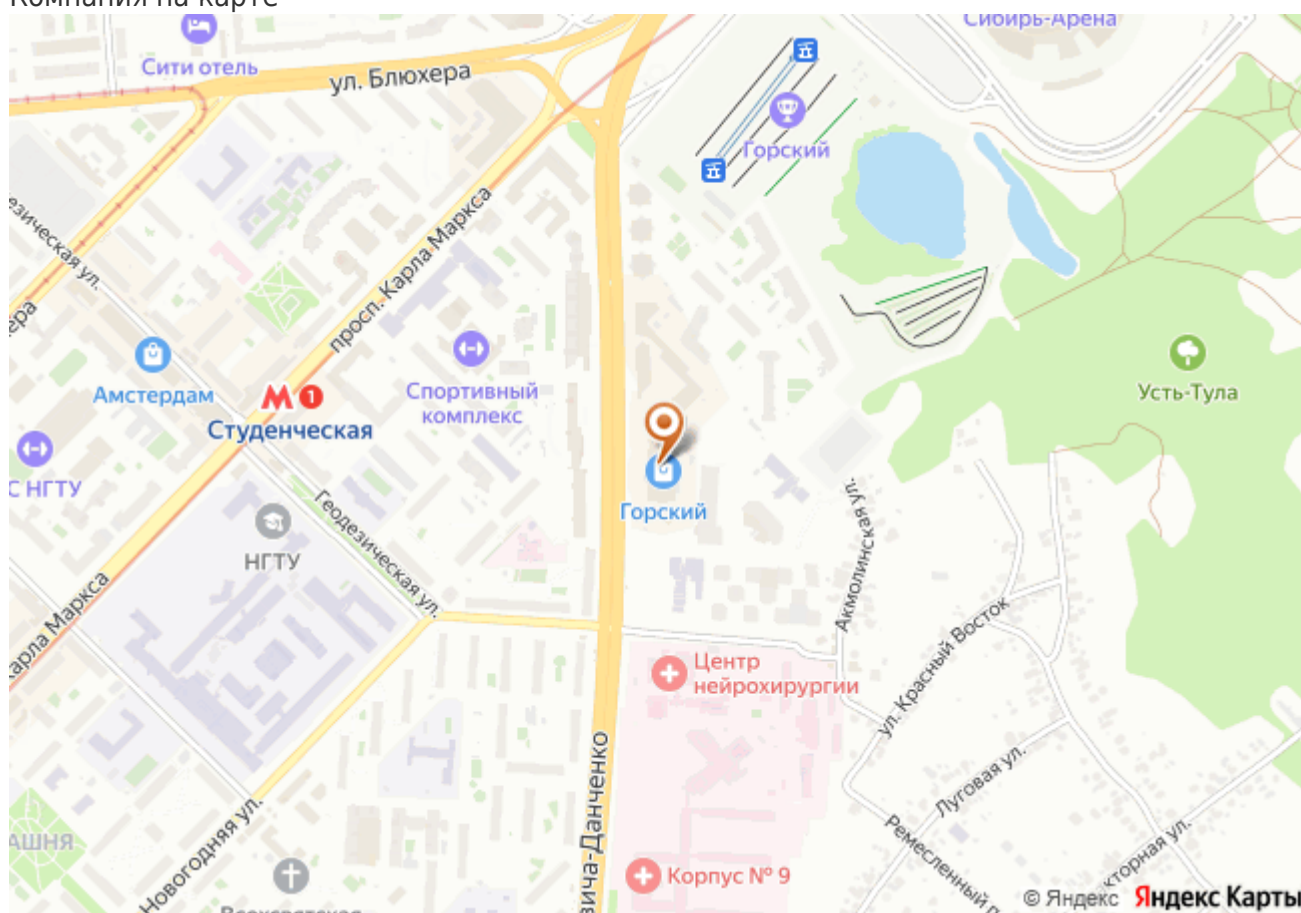 Компания на карте
Сибирь-Арена
Сити отель
ул. Блюхера
Горский
просп. Карла Маркса
Амстердам
М 1
Студенческая
Спортивный
комплекс
Усть-Тула
НГТУ
Горский
НГТУ
Геодезическая ул.
Акмолинская ул.
ул. Красный Восток
Карла Маркса
Центр
нейрохирургии
Луговая ул.
Новогодняя ул.
Ремесленный
Корпус № 9
© Яндекс Яндекс Карты